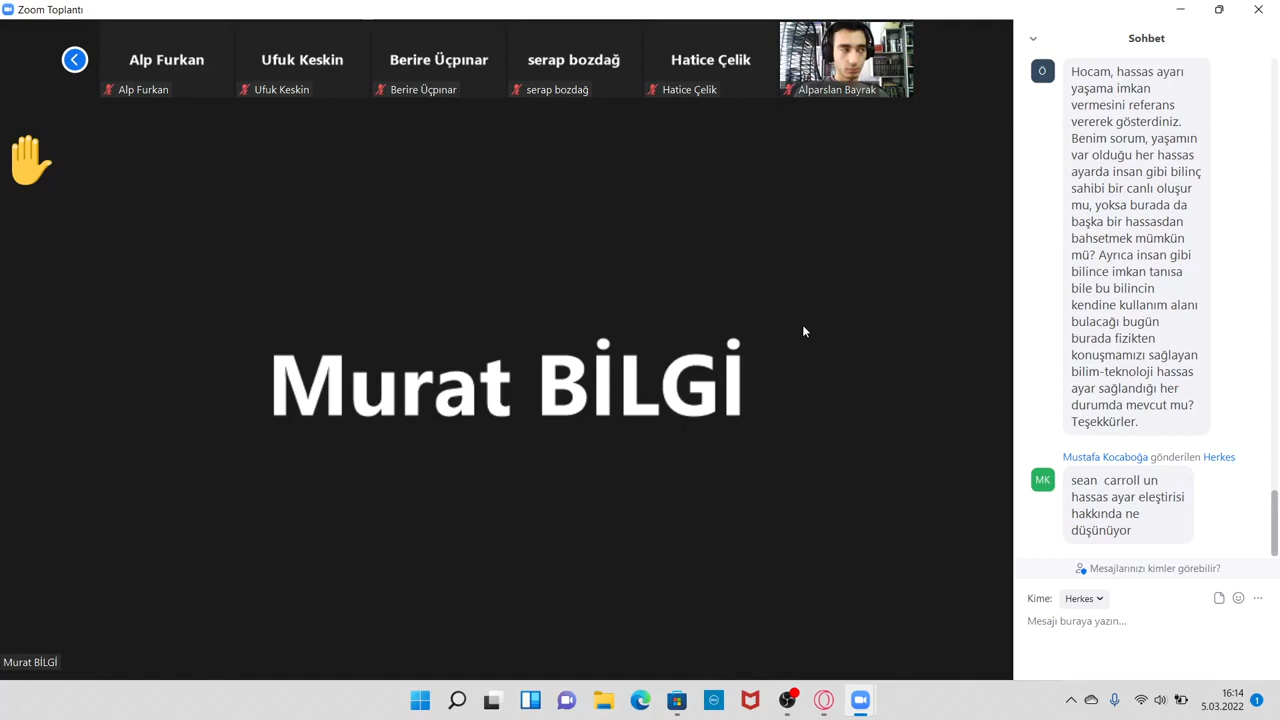 Zoom Toplantı
Alp Furkan
Ufuk Keskin
Berire Üçpınar
serap bozdağ
Hatice Çelik
Alp Furkan
Ufuk Keskin
Berire Üçpınar
serap bozdağ
Hatice Çelik
Alparslan Bayrak
Murat BİLGİ
Murat BİLGİ
Sohbet
Ö
Hocam, hassas ayarı
yaşama imkan
vermesini referans
vererek gösterdiniz.
Benim sorum, yaşamın
var olduğu her hassas
ayarda insan gibi bilinç
sahibi bir canlı oluşur
mu, yoksa burada da
başka bir hassasdan
bahsetmek mümkün
mü? Ayrıca insan gibi
bilince imkan tanısa
bile bu bilincin
kendine kullanım alanı
bulacağı bugün
burada fizikten
konuşmamızı sağlayan
bilim-teknoloji hassas
ayar sağlandığı her
durumda mevcut mu?
Teşekkürler.
Mustafa Kocaboğa gönderilen Herkes
MK
sean carroll un
hassas ayar eleştirisi
hakkında ne
düşünüyor
Mesajlarınızı kimler görebilir?
Kime: Herkes
Mesajı buraya yazın...
16:14
5.03.2022
1